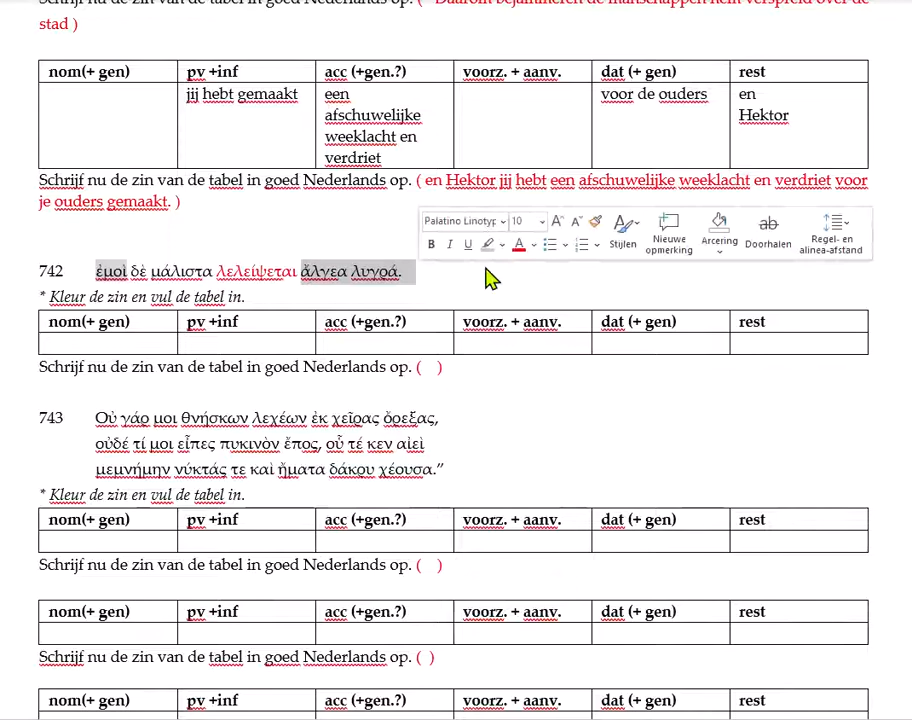 Schrijf nu de zin van de tabel in goed Nederlands op. ( " Daarom bejammeren de manschappen hem verspreid over de
stad )
nom(+ gen) pv +inf acc (+gen.?) voorz. + aanv. dat (+ gen) rest
jij hebt gemaakt een voor de ouders en
afschuwelijke Hektor
weeklacht en
verdriet
Schrijf nu de zin van de tabel in goed Nederlands op. ( en Hektor jij hebt een afschuwelijke weeklacht en verdriet voor
je ouders gemaakt. )
Palatino Linotyp 10 A A A Stijlen Nieuwe opmerking Arcering Doorhalen Regel- en alinea-afstand
B I U A
742 ἐμοὶ δὲ μάλιστα λελείψεται ἄλγεα λυγρά.
* Kleur de zin en vul de tabel in.
nom(+ gen) pv +inf acc (+gen.?) voorz. + aanv. dat (+ gen) rest
Schrijf nu de zin van de tabel in goed Nederlands op. ( )
743 Οὐ γάρ μοι θνήσκων λεχέων ἐκ χεῖρας ὄρεξας,
οὐδέ τί μοι εἶπες πυκινὸν ἔπος, οὗ τέ κεν αἰεὶ
μεμνήμην νύκτάς τε καὶ ἤματα δάκρυ χέουσα.”
* Kleur de zin en vul de tabel in.
nom(+ gen) pv +inf acc (+gen.?) voorz. + aanv. dat (+ gen) rest
Schrijf nu de zin van de tabel in goed Nederlands op. ( )
nom(+ gen) pv +inf acc (+gen.?) voorz. + aanv. dat (+ gen) rest
Schrijf nu de zin van de tabel in goed Nederlands op. ( )
nom(+ gen) pv +inf acc (+gen.?) voorz. + aanv. dat (+ gen) rest